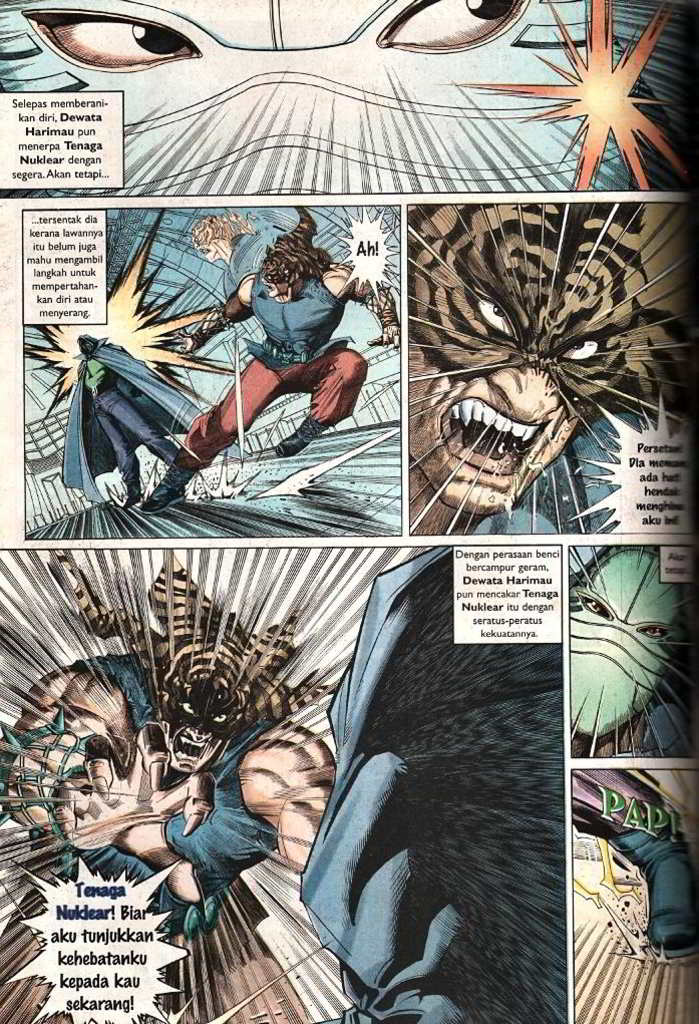 Selepas memberani-
kan diri, Dewata
Harimau pun
menerpa Tenaga
Nuklear dengan
segera. Akan tetapi...
...tersentak dia
kerana lawannya
itu belum juga
mahu mengambil
langkah untuk
mempertahan-
kan diri atau
menyerang.
Ah!
Dia
ada
aku ini!
Dengan perasaan benci
bercampur geram,
Dewata Harimau
pun mencakar Tenaga
Nuklear itu dengan
seratus-peratus
kekuatannya.
Tenaga
Nuklear! Biar
aku tunjukkan
kehebatanku
kepada kau
sekarang!